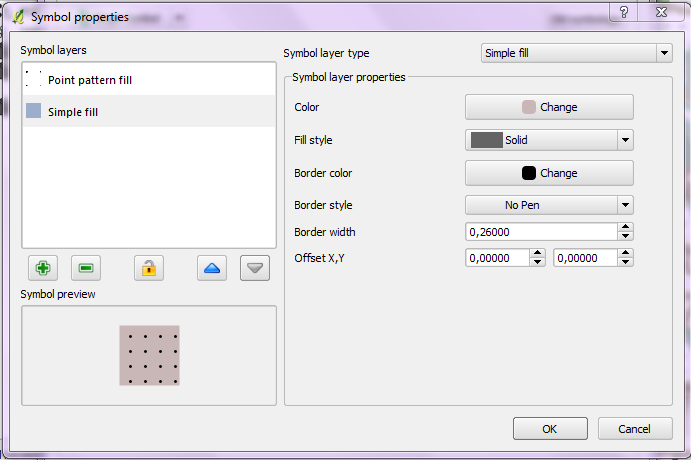 Symbol properties
Symbol layers
Point pattern fill
Simple fill
Symbol preview
Symbol layer type
Simple fill
Symbol layer properties
Color
Change
Fill style
Solid
Border color
Change
Border style
No Pen
Border width
0,26000
Offset X,Y
0,00000
0,00000
OK
Cancel